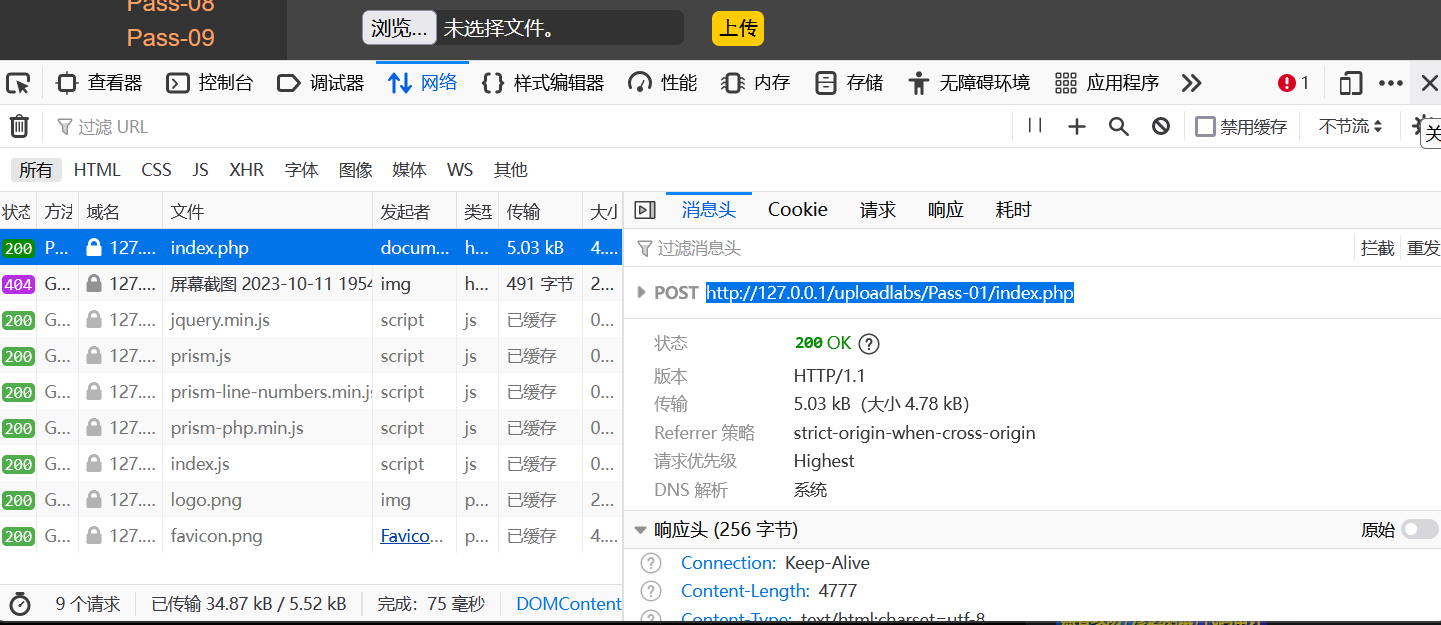 Pass-08
Pass-09
浏览… 未选择文件。 上传
查看器 控制台 调试器 网络 样式编辑器 性能 内存 存储 无障碍环境 应用程序 1
过滤 URL 禁用缓存 不节流 关
所有 HTML CSS JS XHR 字体 图像 媒体 WS 其他
状态 方法 域名 文件 发起者 类型 传输 大小
200 P... 127.... index.php docum... h... 5.03 kB 4....
404 G... 127.... 屏幕截图 2023-10-11 1954 img h... 491 字节 2...
200 G... 127.... jquery.min.js script js 已缓存 0...
200 G... 127.... prism.js script js 已缓存 0...
200 G... 127.... prism-line-numbers.min.js script js 已缓存 0...
200 G... 127.... prism-php.min.js script js 已缓存 0...
200 G... 127.... index.js script js 已缓存 0...
200 G... 127.... logo.png img p... 已缓存 2...
200 G... 127.... favicon.png Favico... p... 已缓存 4....
9 个请求 已传输 34.87 kB / 5.52 kB 完成：75 毫秒 DOMContent
消息头 Cookie 请求 响应 耗时
过滤消息头 拦截 重发
POST http://127.0.0.1/uploadlabs/Pass-01/index.php
状态 200 OK ?
版本 HTTP/1.1
传输 5.03 kB（大小 4.78 kB）
Referrer 策略 strict-origin-when-cross-origin
请求优先级 Highest
DNS 解析 系统
响应头 (256 字节) 原始
? Connection: Keep-Alive
? Content-Length: 4777
? Content-Type: text/html;charset=utf-8